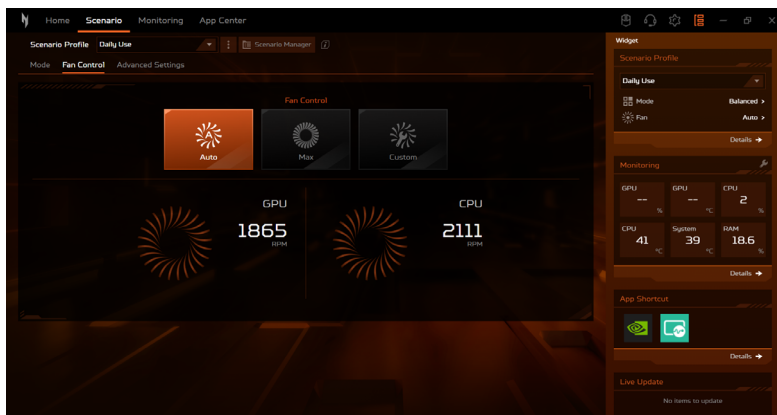 Home Scenario Monitoring App Center
Scenario Profile Daily Use Scenario Manager
Mode Fan Control Advanced Settings
Fan Control
Auto Max Custom
GPU
1865
RPM
CPU
2111
RPM
Widget
Scenario Profile
Daily Use
Mode Balanced >
Fan Auto >
Details →
Monitoring
GPU GPU CPU
-- -- 2
% °C %
CPU System RAM
41 39 18.6
°C °C %
Details →
App Shortcut
Details →
Live Update
No items to update